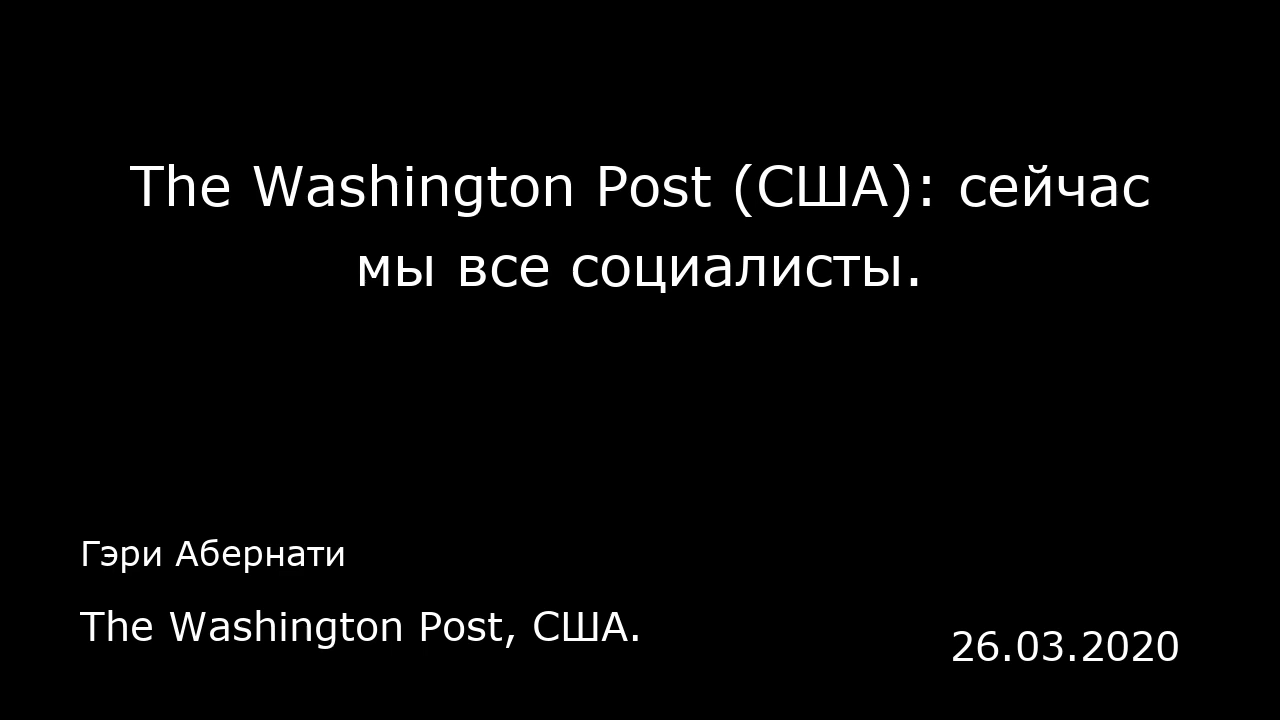 The Washington Post (США): сейчас
мы все социалисты.
Гэри Абернати
The Washington Post, США.
26.03.2020